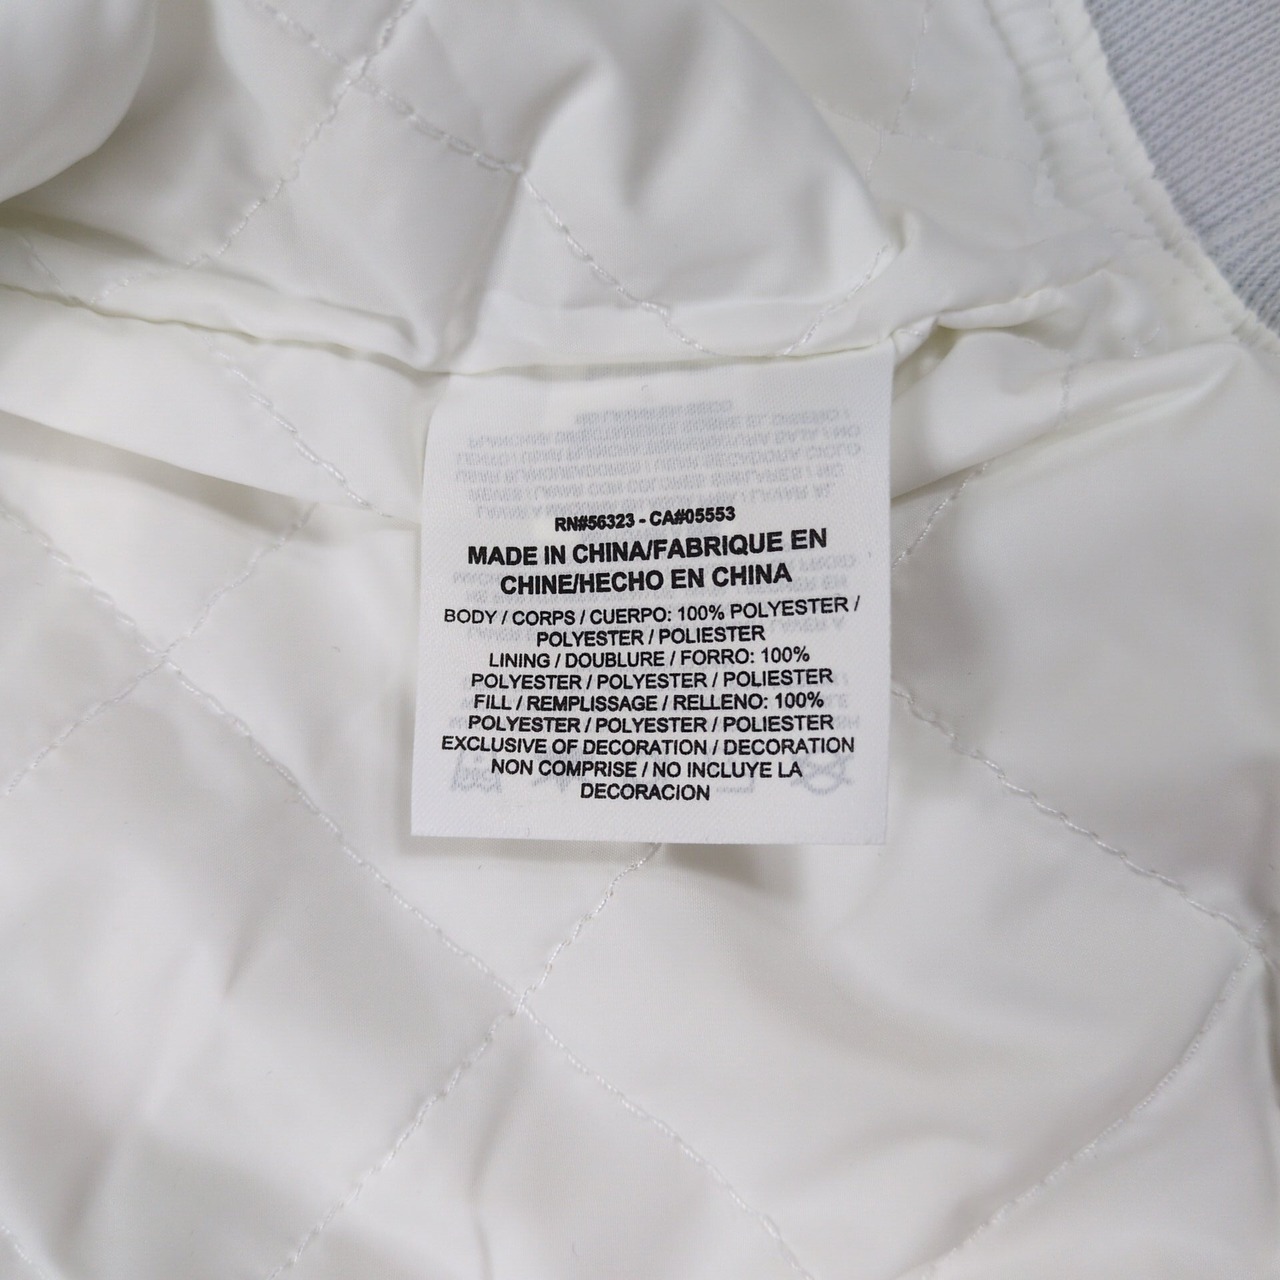 RN#56323 - CA#05553
MADE IN CHINA/FABRIQUE EN
CHINE/HECHO EN CHINA
BODY / CORPS / CUERPO: 100% POLYESTER /
POLYESTER / POLIESTER
LINING / DOUBLURE / FORRO: 100%
POLYESTER / POLYESTER / POLIESTER
FILL / REMPLISSAGE / RELLENO: 100%
POLYESTER / POLYESTER / POLIESTER
EXCLUSIVE OF DECORATION / DECORATION
NON COMPRISE / NO INCLUYE LA
DECORACION